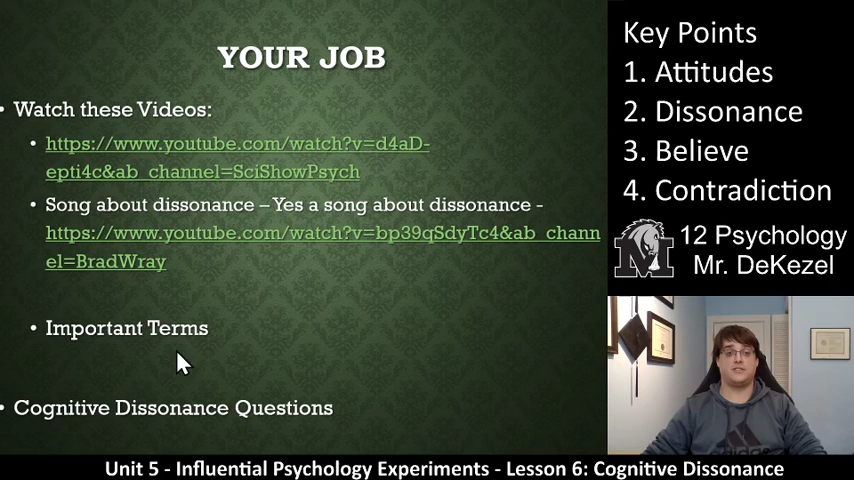 YOUR JOB
• Watch these Videos:
• https://www.youtube.com/watch?v=d4aD-
epti4c&ab_channel=SciShowPsych
• Song about dissonance – Yes a song about dissonance -
https://www.youtube.com/watch?v=bp39qSdyTc4&ab_chann
el=BradWray
• Important Terms
• Cognitive Dissonance Questions
Key Points
1. Attitudes
2. Dissonance
3. Believe
4. Contradiction
12 Psychology
Mr. DeKezel
adidas
Unit 5 - Influential Psychology Experiments - Lesson 6: Cognitive Dissonance